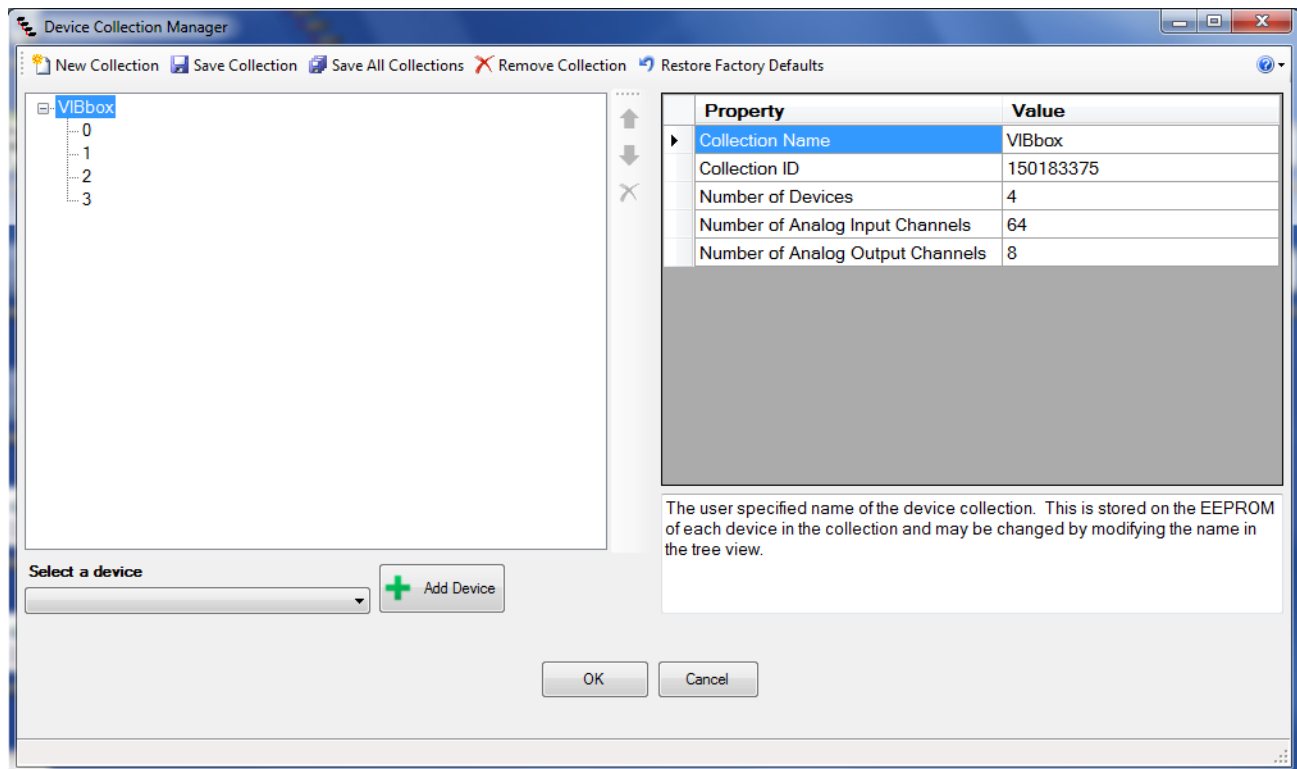 Device Collection Manager
New Collection Save Collection Save All Collections Remove Collection Restore Factory Defaults
VIBbox
0
1
2
3
Property Value
Collection Name VIBbox
Collection ID 150183375
Number of Devices 4
Number of Analog Input Channels 64
Number of Analog Output Channels 8
The user specified name of the device collection. This is stored on the EEPROM
of each device in the collection and may be changed by modifying the name in
the tree view.
Select a device
Add Device
OK Cancel